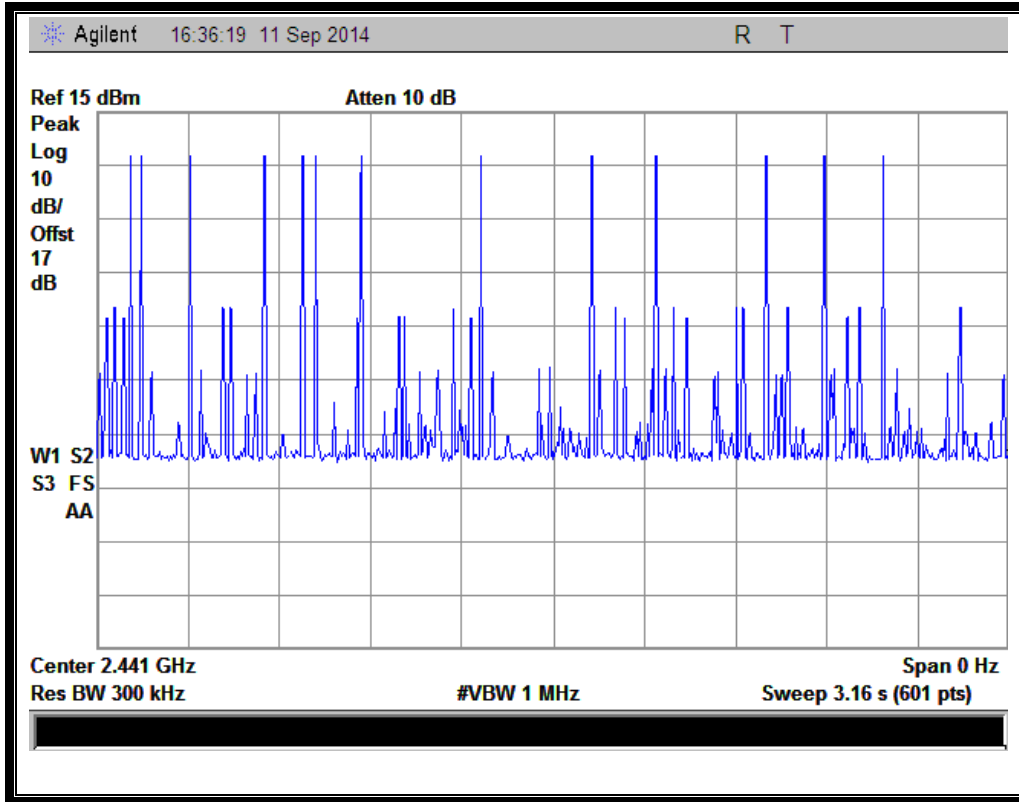 Agilent 16:36:19 11 Sep 2014 R T
Ref 15 dBm Atten 10 dB
Peak
Log
10
dB/
Offst
17
dB
W1 S2
S3 FS
AA
Center 2.441 GHz Span 0 Hz
Res BW 300 kHz #VBW 1 MHz Sweep 3.16 s (601 pts)